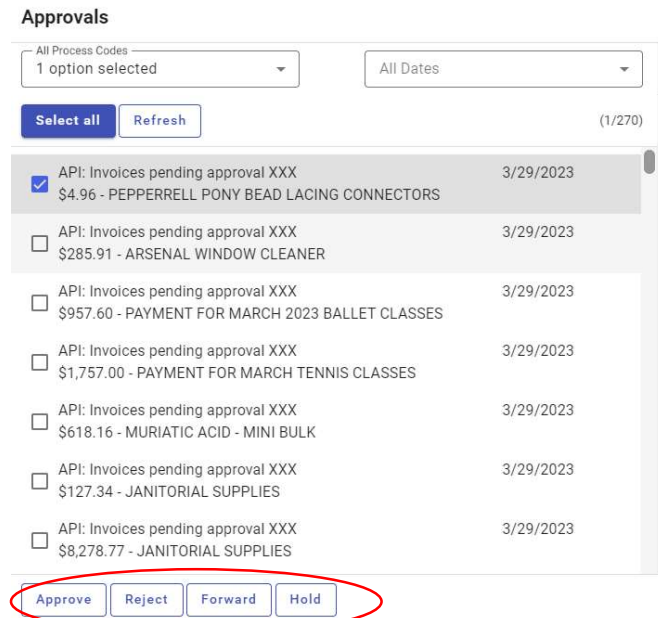 Approvals
All Process Codes
1 option selected
All Dates
Select all
Refresh
(1/270)
API: Invoices pending approval XXX
3/29/2023
$4.96 - PEPPERRELL PONY BEAD LACING CONNECTORS
API: Invoices pending approval XXX
3/29/2023
$285.91 - ARSENAL WINDOW CLEANER
API: Invoices pending approval XXX
3/29/2023
$957.60 - PAYMENT FOR MARCH 2023 BALLET CLASSES
API: Invoices pending approval XXX
3/29/2023
$1,757.00 - PAYMENT FOR MARCH TENNIS CLASSES
API: Invoices pending approval XXX
3/29/2023
$618.16 - MURIATIC ACID - MINI BULK
API: Invoices pending approval XXX
3/29/2023
$127.34 - JANITORIAL SUPPLIES
API: Invoices pending approval XXX
3/29/2023
$8,278.77 - JANITORIAL SUPPLIES
Approve
Reject
Forward
Hold